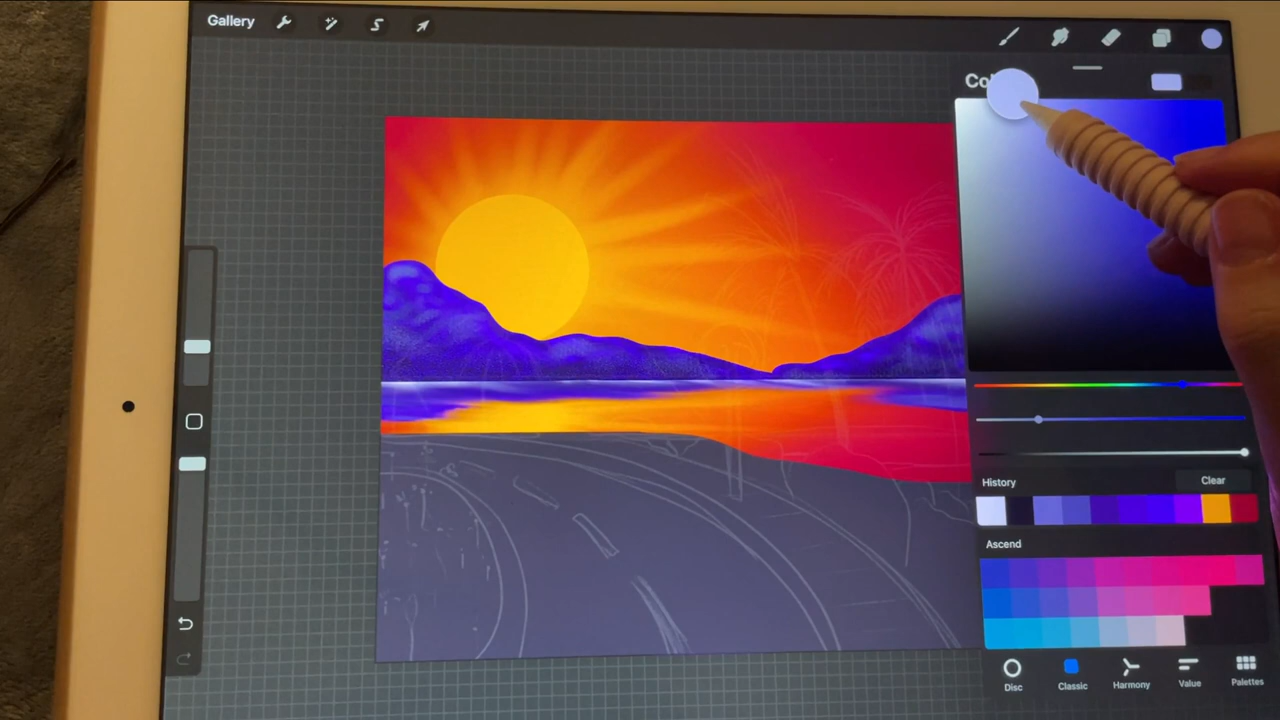 Gallery
Co
History
Clear
Ascend
Disc
Classic
Harmony
Value
Palettes